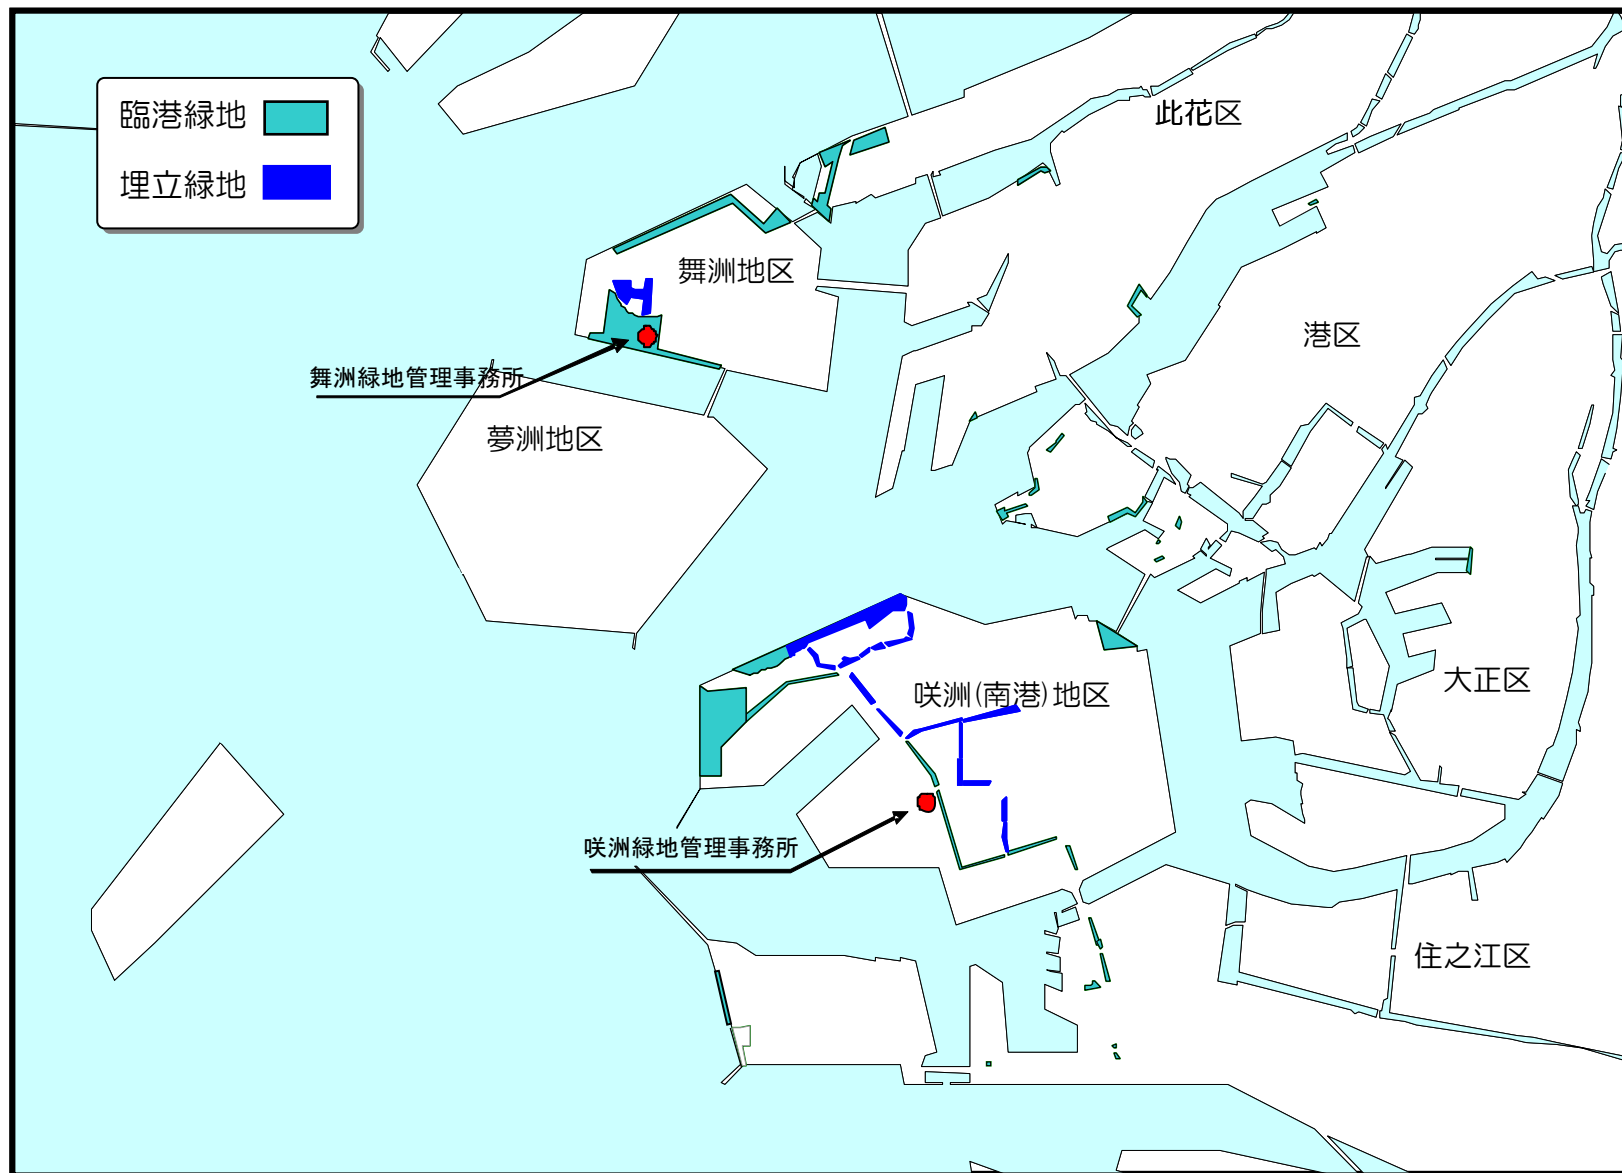 臨港緑地
埋立緑地
此花区
舞洲地区
港区
舞洲緑地管理事務所
夢洲地区
大正区
咲洲(南港)地区
咲洲緑地管理事務所
住之江区